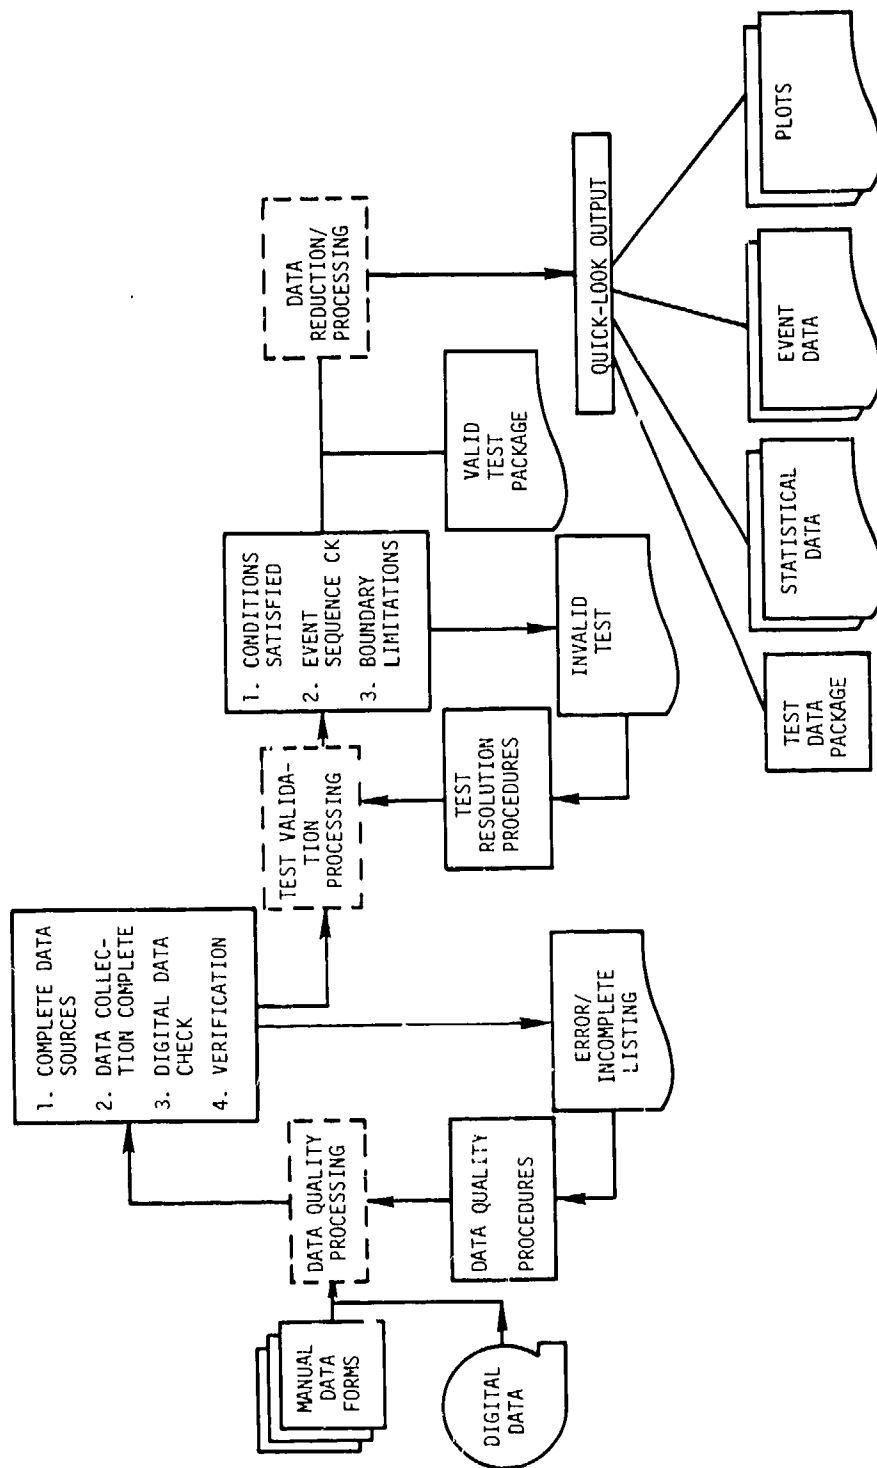 MANUAL
DATA
FORMS
DIGITAL
DATA
DATA QUALITY
PROCESSING
DATA QUALITY
PROCEDURES
1. COMPLETE DATA
SOURCES
2. DATA COLLEC-
TION COMPLETE
3. DIGITAL DATA
CHECK
4. VERIFICATION
ERROR/
INCOMPLETE
LISTING
TEST VALIDA-
TION
PROCESSING
TEST
RESOLUTION
PROCEDURES
1. CONDITIONS
SATISFIED
2. EVENT
SEQUENCE CK
3. BOUNDARY
LIMITATIONS
INVALID
TEST
VALID
TEST
PACKAGE
DATA
REDUCTION/
PROCESSING
QUICK-LOOK OUTPUT
TEST
DATA
PACKAGE
STATISTICAL
DATA
EVENT
DATA
PLOTS